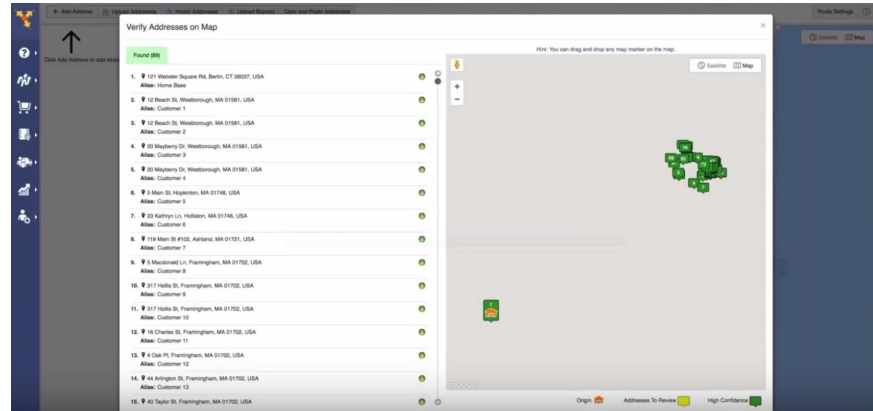 + Add Address Upload Addresses Import Addresses Upload Scan(s) Copy and Paste Addresses Route Settings
Verify Addresses on Map ×
Click Add Address to add stops
Found (89)
Hint: You can drag and drop any map marker on the map.
Satellite Map
Satellite Map
1. 121 Webster Square Rd, Berlin, CT 06037, USA
Alias: Home Base
2. 12 Beach St, Westborough, MA 01581, USA
Alias: Customer 1
3. 12 Beach St, Westborough, MA 01581, USA
Alias: Customer 2
4. 20 Mayberry Dr, Westborough, MA 01581, USA
Alias: Customer 3
5. 20 Mayberry Dr, Westborough, MA 01581, USA
Alias: Customer 4
6. 5 Main St, Hopkinton, MA 01748, USA
Alias: Customer 5
7. 23 Kathryn Ln, Holliston, MA 01746, USA
Alias: Customer 6
8. 119 Main St #102, Ashland, MA 01721, USA
Alias: Customer 7
9. 5 Macdonald Ln, Framingham, MA 01702, USA
Alias: Customer 8
10. 317 Hollis St, Framingham, MA 01702, USA
Alias: Customer 9
11. 317 Hollis St, Framingham, MA 01702, USA
Alias: Customer 10
12. 16 Charles St, Framingham, MA 01702, USA
Alias: Customer 11
13. 4 Oak Pl, Framingham, MA 01702, USA
Alias: Customer 12
14. 44 Arlington St, Framingham, MA 01702, USA
Alias: Customer 13
15. 40 Taylor St, Framingham, MA 01702, USA
Google
Origin Addresses To Review High Confidence